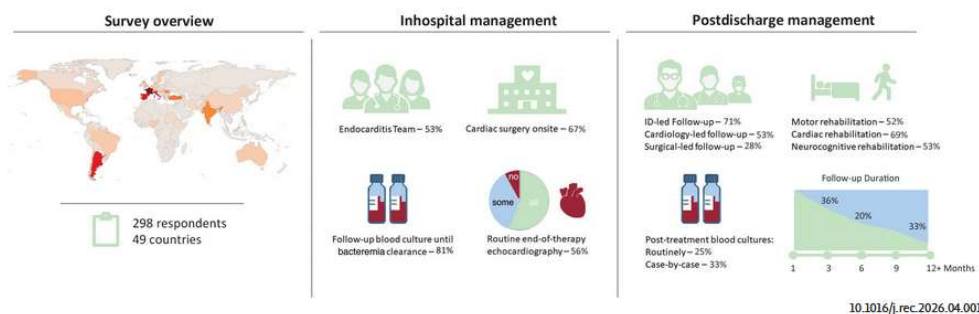 Survey overview
298 respondents
49 countries
Inhospital management
Endocarditis Team – 53%
Cardiac surgery onsite – 67%
no
some
all
Follow-up blood culture until
bacteremia clearance – 81%
Routine end-of-therapy
echocardiography – 56%
Postdischarge management
ID-led Follow-up – 71%
Cardiology-led follow-up – 53%
Surgical-led follow-up – 28%
Motor rehabilitation – 52%
Cardiac rehabilitation – 69%
Neurocognitive rehabilitation – 53%
Post-treatment blood cultures:
Routinely – 25%
Case-by-case – 33%
Follow-up Duration
36%
20%
33%
1 3 6 9 12+ Months
10.1016/j.rec.2026.04.001